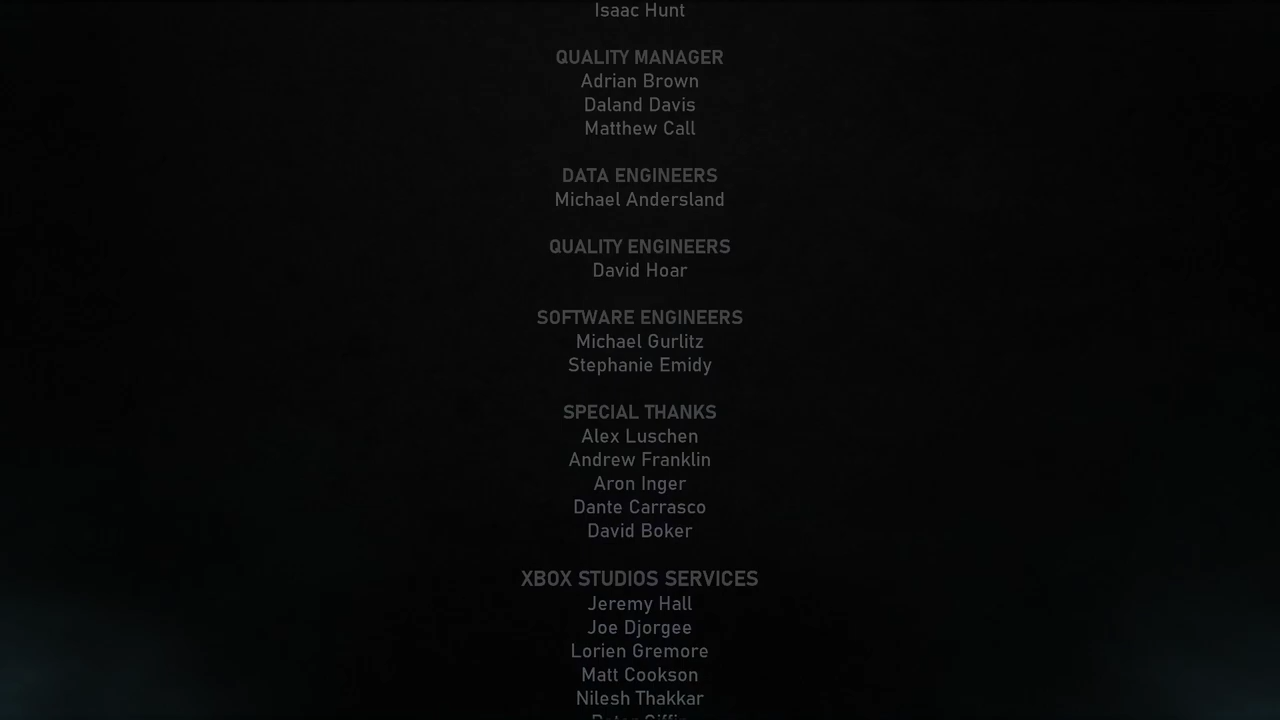 Isaac Hunt
QUALITY MANAGER
Adrian Brown
Daland Davis
Matthew Call
DATA ENGINEERS
Michael Andersland
QUALITY ENGINEERS
David Hoar
SOFTWARE ENGINEERS
Michael Gurlitz
Stephanie Emidy
SPECIAL THANKS
Alex Luschen
Andrew Franklin
Aron Inger
Dante Carrasco
David Boker
XBOX STUDIOS SERVICES
Jeremy Hall
Joe Djorgee
Lorien Gremore
Matt Cookson
Nilesh Thakkar